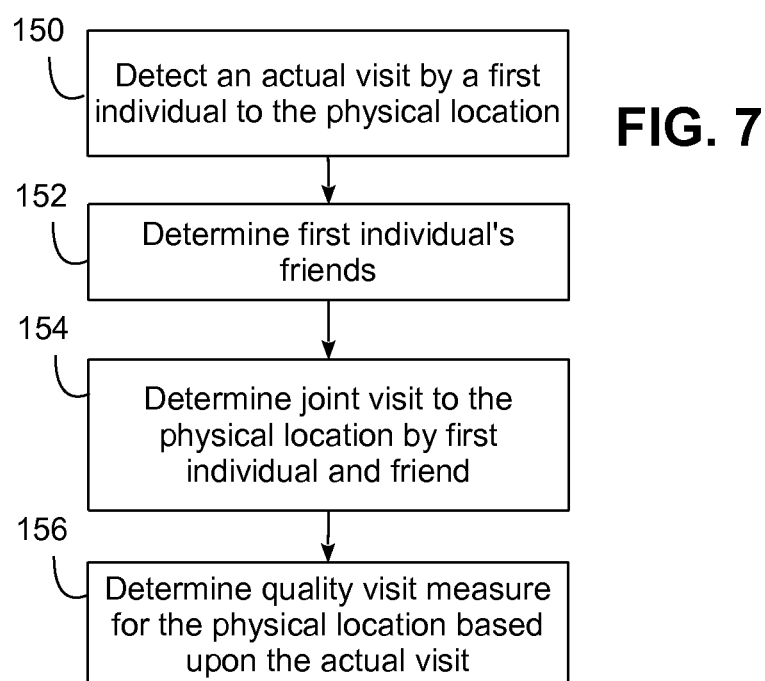 150
Detect an actual visit by a first
individual to the physical location
FIG. 7
152
Determine first individual's
friends
154
Determine joint visit to the
physical location by first
individual and friend
156
Determine quality visit measure
for the physical location based
upon the actual visit